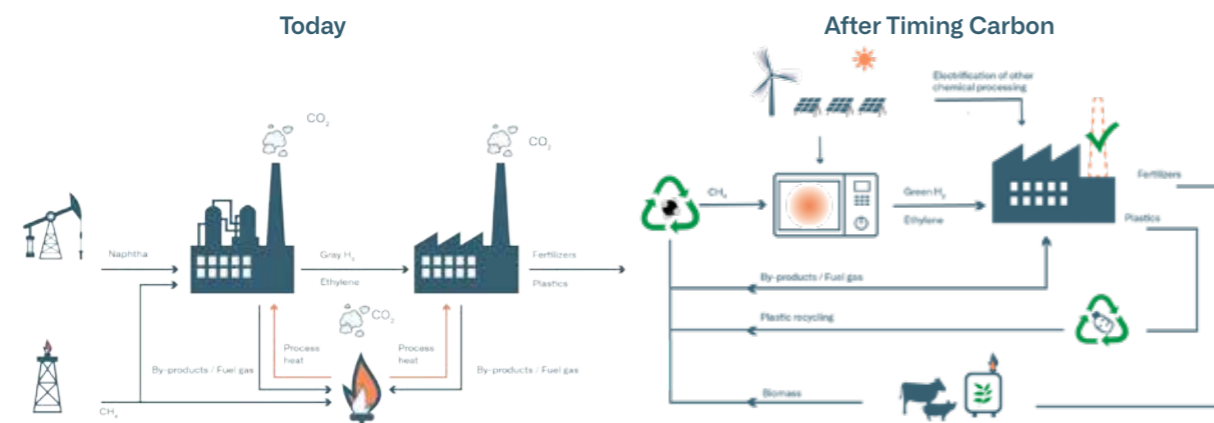 Today
CO2
CO2
Naphtha
Gray H2
Ethylene
Fertilizers
Plastics
CO2
Process
heat
Process
heat
By-products / Fuel gas
By-products / Fuel gas
CH4
After Timing Carbon
Electrification of other
chemical processing
CH4
Green H2
Ethylene
Fertilizers
Plastics
By-products / Fuel gas
Plastic recycling
Biomass